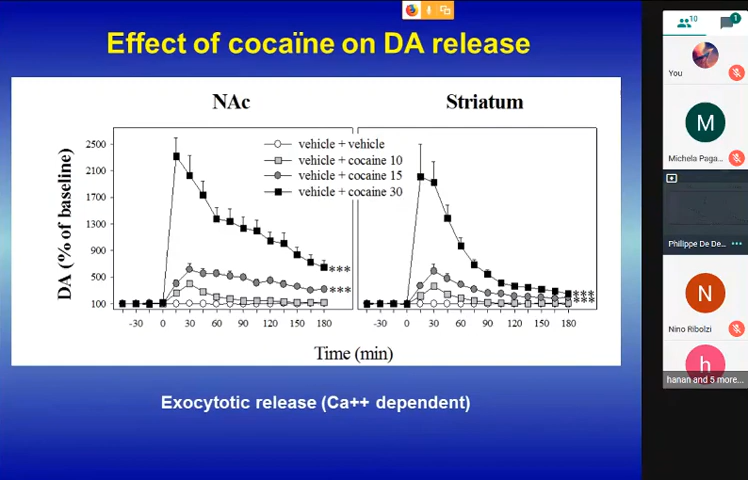 Effect of cocaïne on DA release
NAc
Striatum
DA (% of baseline)
2500
2100
1700
1300
900
500
100
vehicle + vehicle
vehicle + cocaine 10
vehicle + cocaine 15
vehicle + cocaine 30
***
***
***
***
-30 0 30 60 90 120 150 180
-30 0 30 60 90 120 150 180
Time (min)
Exocytotic release (Ca++ dependent)
10
1
You
M
Michela Paga...
Philippe De De...
N
Nino Ribolzi
h
hanan and 5 more...